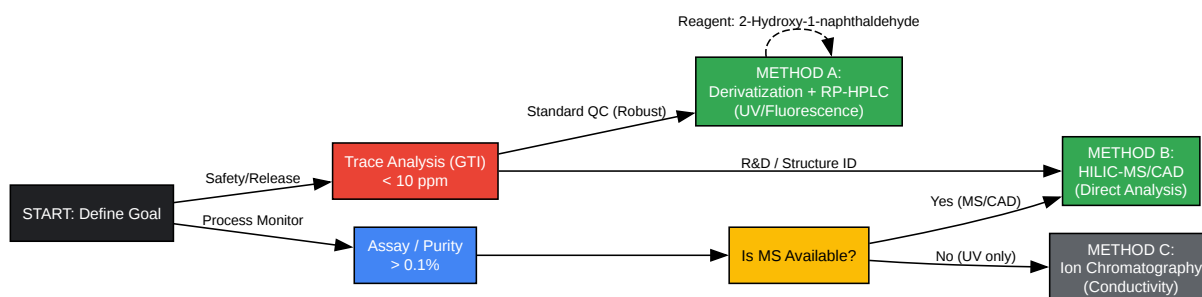 Reagent: 2-Hydroxy-1-naphthaldehyde
METHOD A:
Derivatization + RP-HPLC
(UV/Fluorescence)
Standard QC (Robust)
Trace Analysis (GTI)
< 10 ppm
R&D / Structure ID
METHOD B:
HILIC-MS/CAD
(Direct Analysis)
Safety/Release
START: Define Goal
Process Monitor
Yes (MS/CAD)
Assay / Purity
> 0.1%
Is MS Available?
No (UV only)
METHOD C:
Ion Chromatography
(Conductivity)